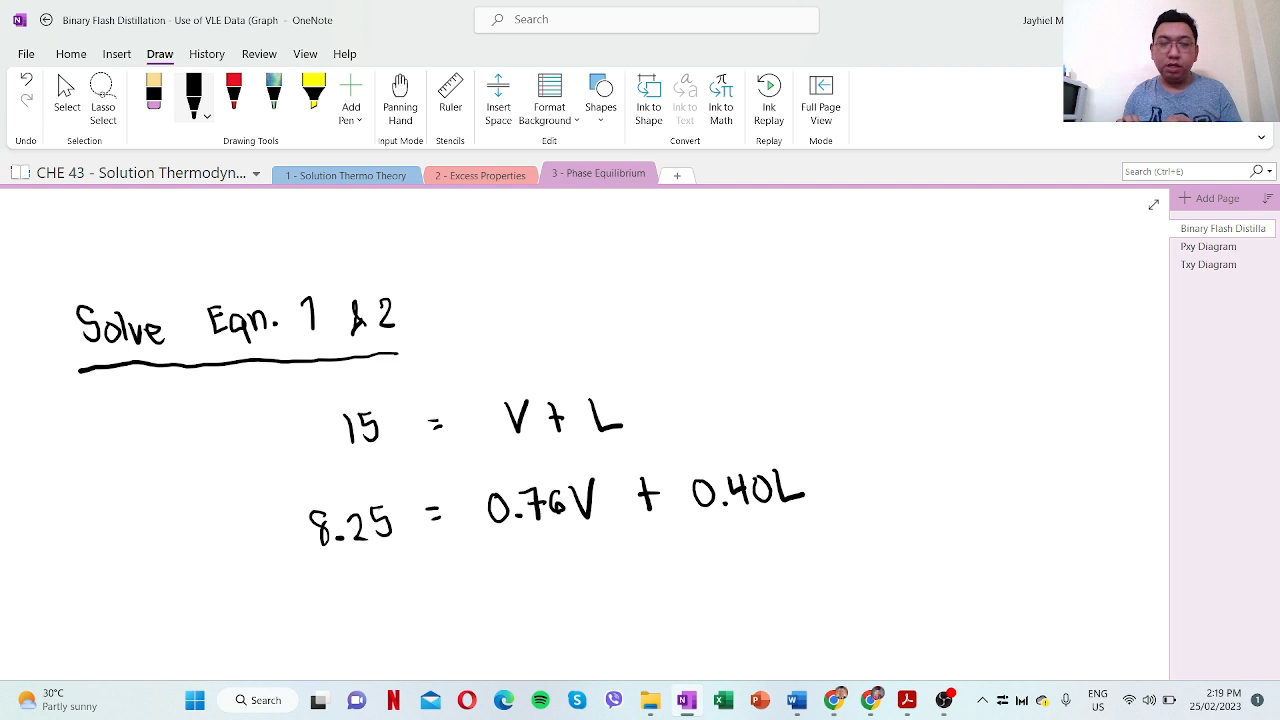 Binary Flash Distillation - Use of VLE Data (Graph - OneNote
Search
Jayhiel M
File Home Insert Draw History Review View Help
Undo
Select
Lasso Select
Add Pen
Panning Hand
Ruler
Insert Space
Format Background
Shapes
Ink to Shape
Ink to Text
Ink to Math
Ink Replay
Full Page View
Undo Drawing Tools Input Mode Stencils Edit Convert Replay Mode
CHE 43 - Solution Thermodyn...
1 - Solution Thermo Theory
2 - Excess Properties
3 - Phase Equilibrium
+
Search (Ctrl+E)
Add Page
Binary Flash Distilla
Pxy Diagram
Txy Diagram
Solve Eqn. 1 & 2
15 = V + L
8.25 = 0.76V + 0.40L
30°C
Partly sunny
Search
ENG
US
2:19 PM
25/02/2023
1